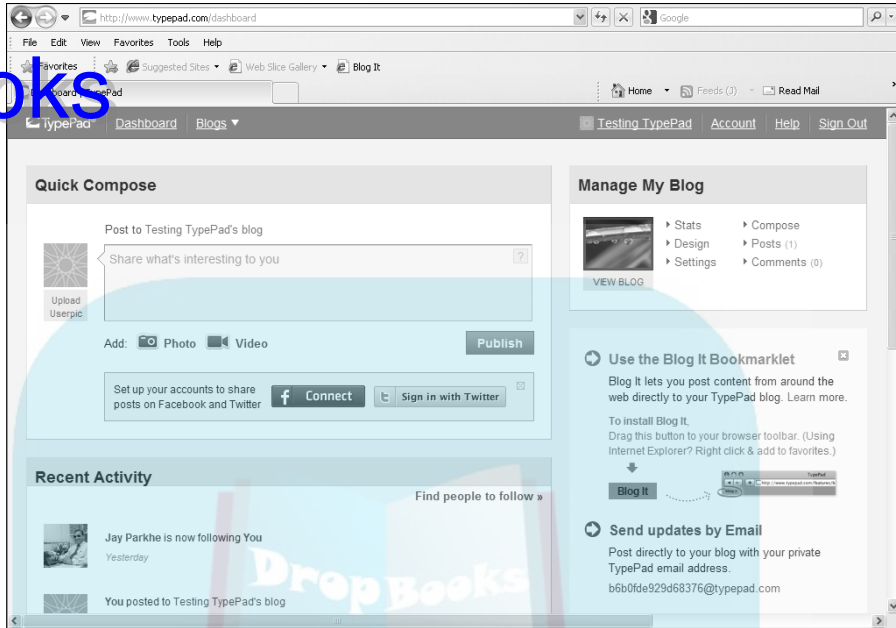 http://www.typepad.com/dashboard
Google
File Edit View Favorites Tools Help
Favorites Suggested Sites Web Slice Gallery Blog It
oks
Dashboard | TypePad
Home Feeds (J) Read Mail
TypePad Dashboard Blogs Testing TypePad Account Help Sign Out
Quick Compose
Post to Testing TypePad's blog
Share what's interesting to you
?
Upload
Userpic
Add: Photo Video
Publish
Set up your accounts to share
posts on Facebook and Twitter
f Connect
t Sign in with Twitter
Recent Activity
Find people to follow »
Jay Parkhe is now following You
Yesterday
You posted to Testing TypePad's blog
Manage My Blog
Stats Compose
Design Posts (1)
Settings Comments (0)
VIEW BLOG
Use the Blog It Bookmarklet
Blog It lets you post content from around the
web directly to your TypePad blog. Learn more.
To install Blog It,
Drag this button to your browser toolbar. (Using
Internet Explorer? Right click & add to favorites.)
Blog It
TypePad
Send updates by Email
Post directly to your blog with your private
TypePad email address.
b6b0fde929d68376@typepad.com
DropBooks